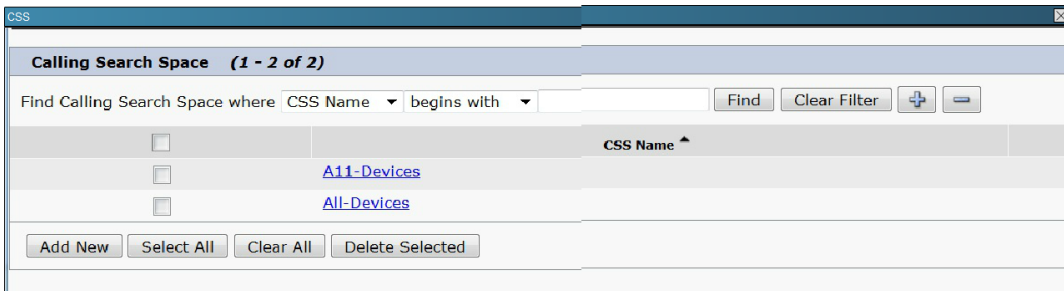 CSS
Calling Search Space (1 - 2 of 2)
Find Calling Search Space where CSS Name begins with Find Clear Filter
CSS Name
A11-Devices
All-Devices
Add New Select All Clear All Delete Selected